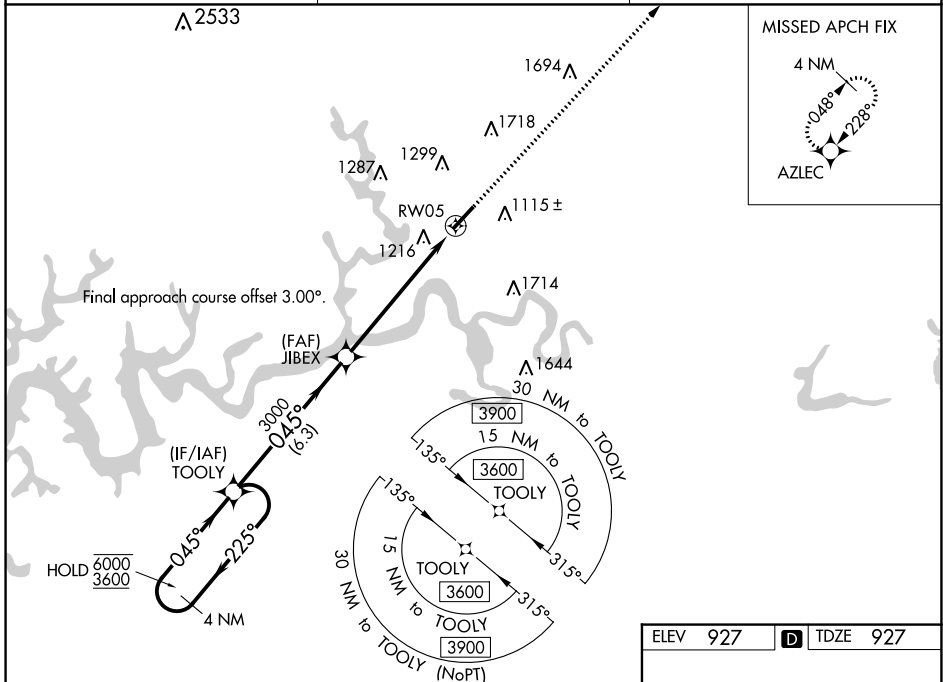 2533
MISSED APCH FIX
4 NM
048°
228°
AZLEC
1694
1718
1299
1287
RW05
1115 ±
1216
Final approach course offset 3.00°.
1714
(FAF)
JIBEX
1644
3000
045°
(6.3)
(IF/IAF)
TOOLY
045°
225°
HOLD 6000
3600
4 NM
30 NM to TOOLY
3900
15 NM to TOOLY
135°
3600
TOOLY
315°
135°
TOOLY
3600
315°
15 NM to TOOLY
3900
30 NM to TOOLY (NoPT)
ELEV 927 D TDZE 927